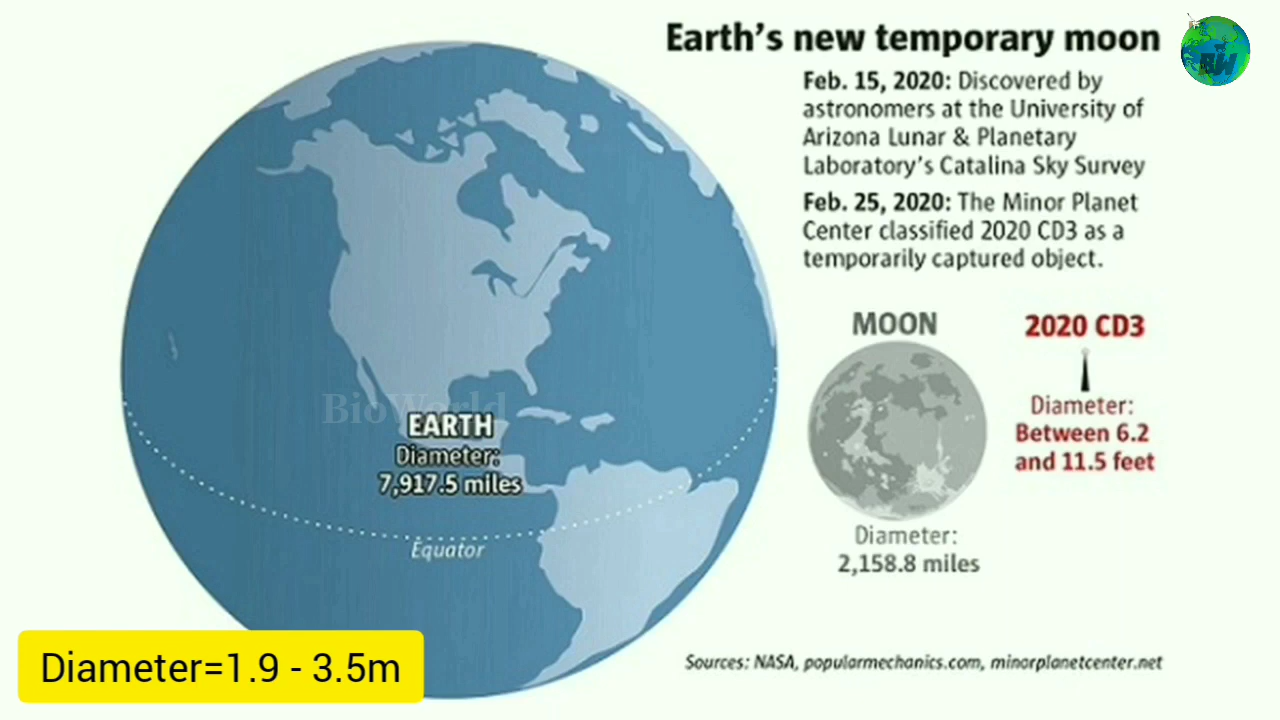 Earth's new temporary moon
BW
Feb. 15, 2020: Discovered by
astronomers at the University of
Arizona Lunar & Planetary
Laboratory's Catalina Sky Survey
Feb. 25, 2020: The Minor Planet
Center classified 2020 CD3 as a
temporarily captured object.
MOON
Diameter:
2,158.8 miles
2020 CD3
Diameter:
Between 6.2
and 11.5 feet
BioWorld
EARTH
Diameter:
7,917.5 miles
Equator
Diameter=1.9 - 3.5m
Sources: NASA, popularmechanics.com, minorplanetcenter.net